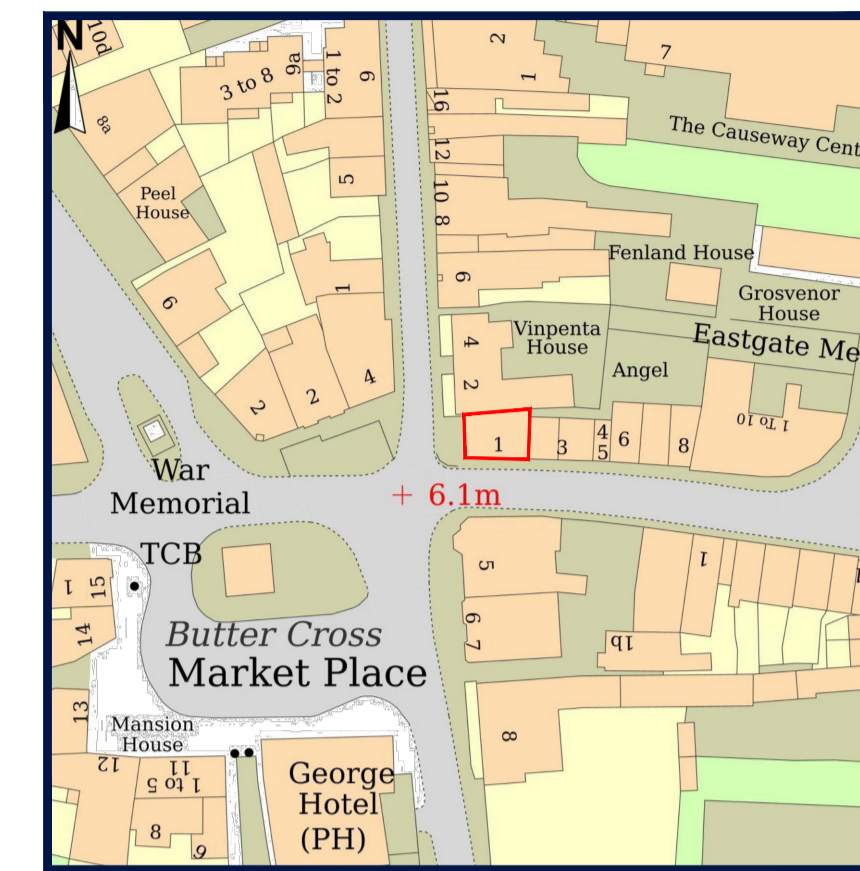 N
10d
3 to 8
9a
1 to 2
6
2
1
7
8a
16
The Causeway Cent
12
5
Peel
House
10
8
Fenland House
6
1
9
Grosvenor
House
4
Vinpenta
House
Eastgate Me
2
Angel
4
2
2
1
3
4
5
6
8
1 To 10
War
Memorial
+ 6.1m
TCB
5
1
1
15
14
6
7
1b
Butter Cross
Market Place
13
Mansion
House
8
12
11
1 to 5
George
Hotel
(PH)
8
9